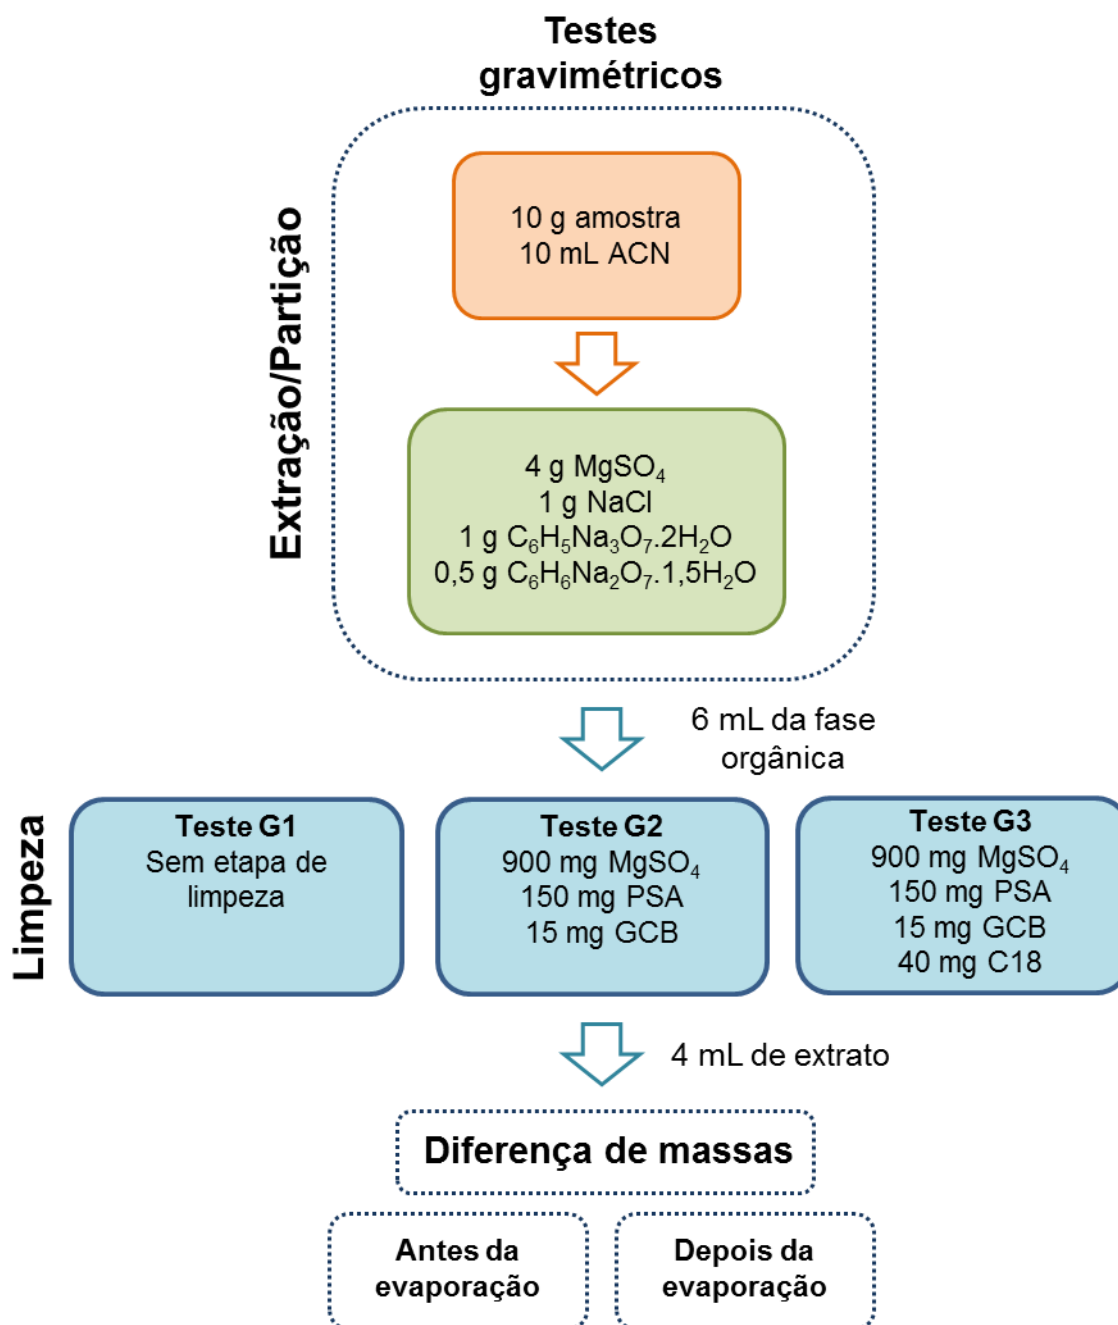 Testes
gravimétricos
Extração/Partição
10 g amostra
10 mL ACN
4 g MgSO₄
1 g NaCl
1 g C₆H₅Na₃O₇.2H₂O
0,5 g C₆H₆Na₂O₇.1,5H₂O
6 mL da fase
orgânica
Limpeza
Teste G1
Sem etapa de
limpeza
Teste G2
900 mg MgSO₄
150 mg PSA
15 mg GCB
Teste G3
900 mg MgSO₄
150 mg PSA
15 mg GCB
40 mg C18
4 mL de extrato
Diferença de massas
Antes da
evaporação
Depois da
evaporação